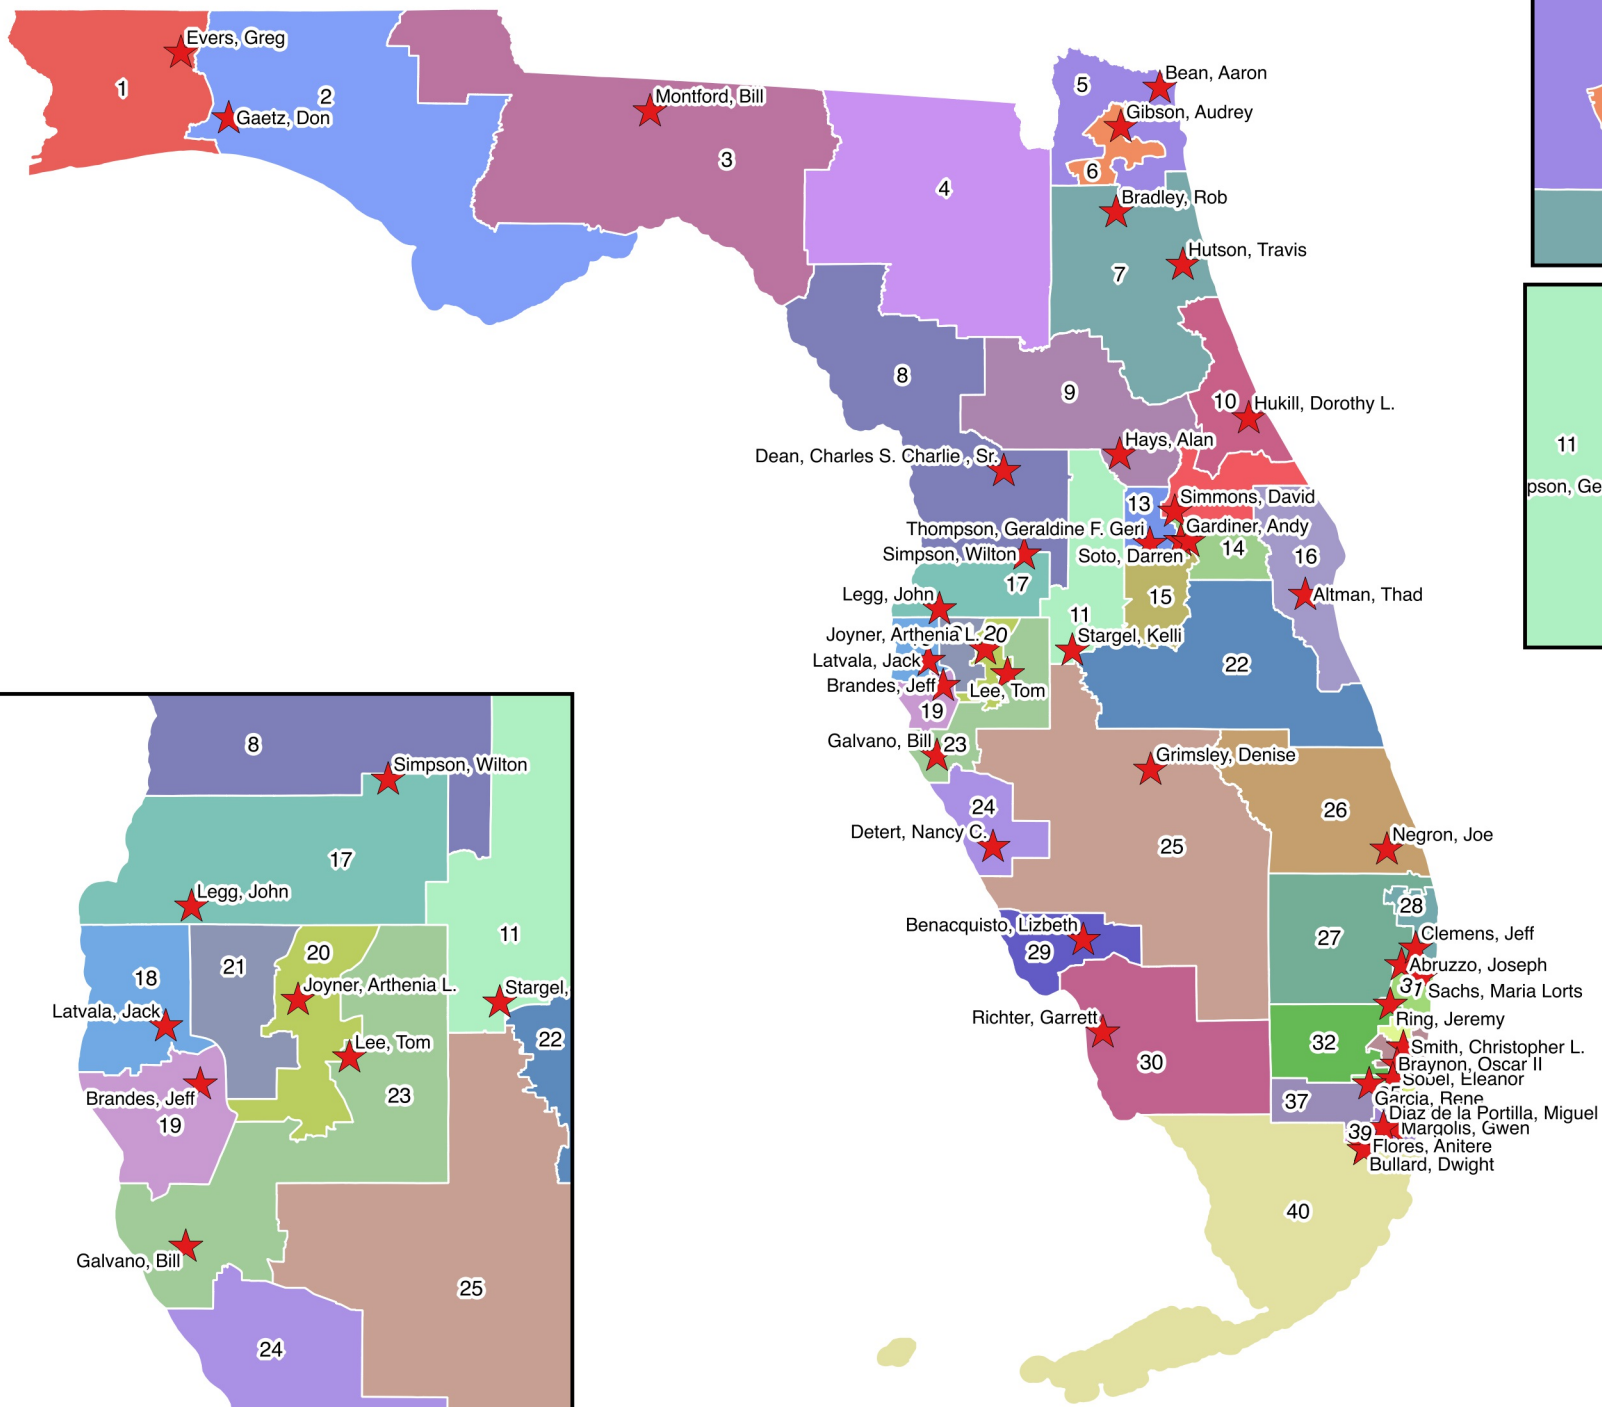 Evers, Greg
1
2
Gaetz, Don
Montford, Bill
3
4
5
Bean, Aaron
Gibson, Audrey
6
Bradley, Rob
Hutson, Travis
7
8
9
10
Hukill, Dorothy L.
Hays, Alan
Dean, Charles S. Charlie , Sr.
13
Simmons, David
Thompson, Geraldine F. Geri
Gardiner, Andy
Simpson, Wilton
Soto, Darren
14
16
17
Legg, John
15
Altman, Thad
11
Joyner, Arthenia L.
20
Stargel, Kelli
Latvala, Jack
22
Brandes, Jeff
Lee, Tom
19
Galvano, Bill
23
Grimsley, Denise
24
26
Detert, Nancy C.
25
Negron, Joe
28
Benacquisto, Lizbeth
29
27
Clemens, Jeff
Abruzzo, Joseph
31
Sachs, Maria Lorts
Richter, Garrett
Ring, Jeremy
32
Smith, Christopher L.
30
Braynon, Oscar II
Sobel, Eleanor
37
Garcia, Rene
Diaz de la Portilla, Miguel
39
Margolis, Gwen
Flores, Anitere
Bullard, Dwight
40
11
pson, Ge
8
Simpson, Wilton
17
Legg, John
11
18
21
20
Joyner, Arthenia L.
Stargel,
Latvala, Jack
Lee, Tom
22
Brandes, Jeff
19
23
Galvano, Bill
25
24